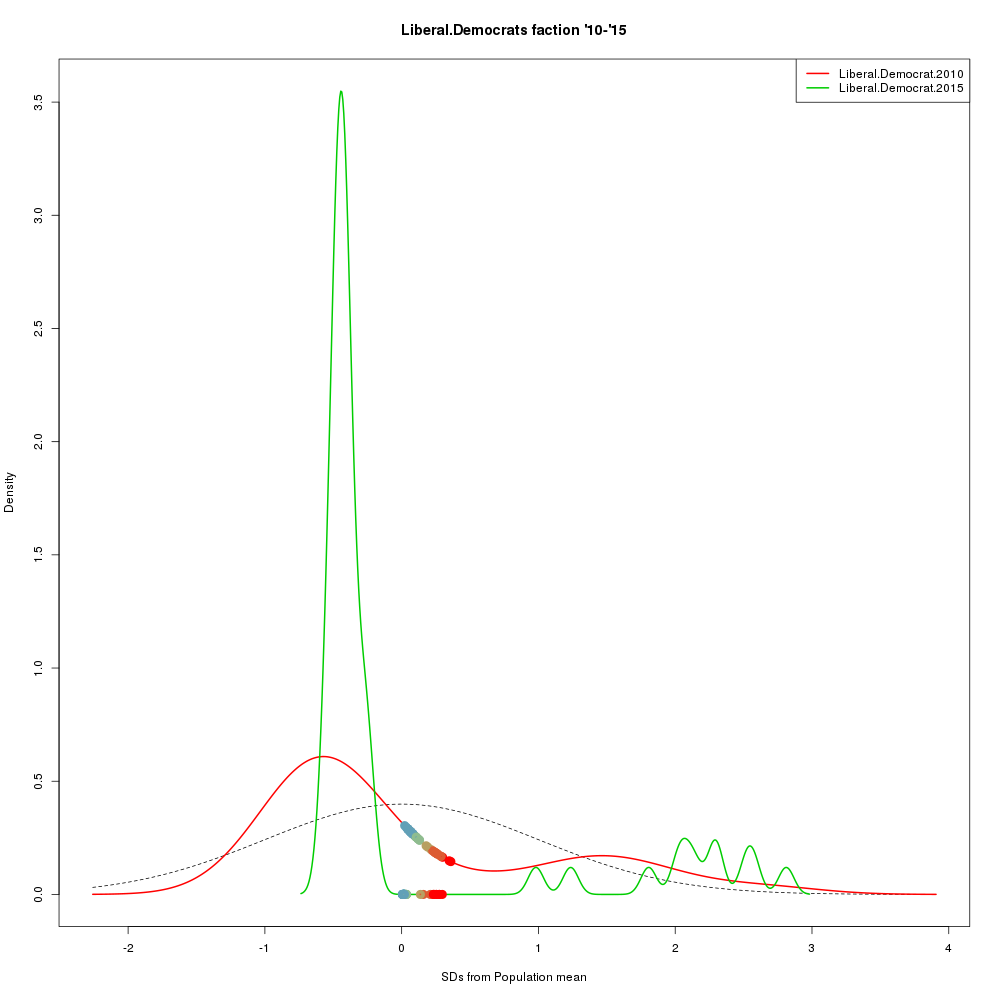 Liberal.Democrats faction '10-'15
Liberal.Democrat.2010
Liberal.Democrat.2015
3.5
3.0
2.5
2.0
1.5
1.0
0.5
0.0
Density
-2 -1 0 1 2 3 4
SDs from Population mean